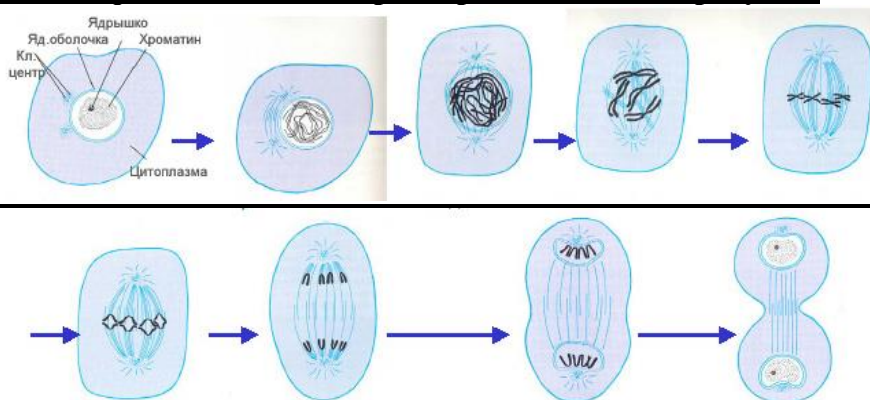 Ядрышко
Яд.оболочка Хроматин
Кл.
центр
Цитоплазма